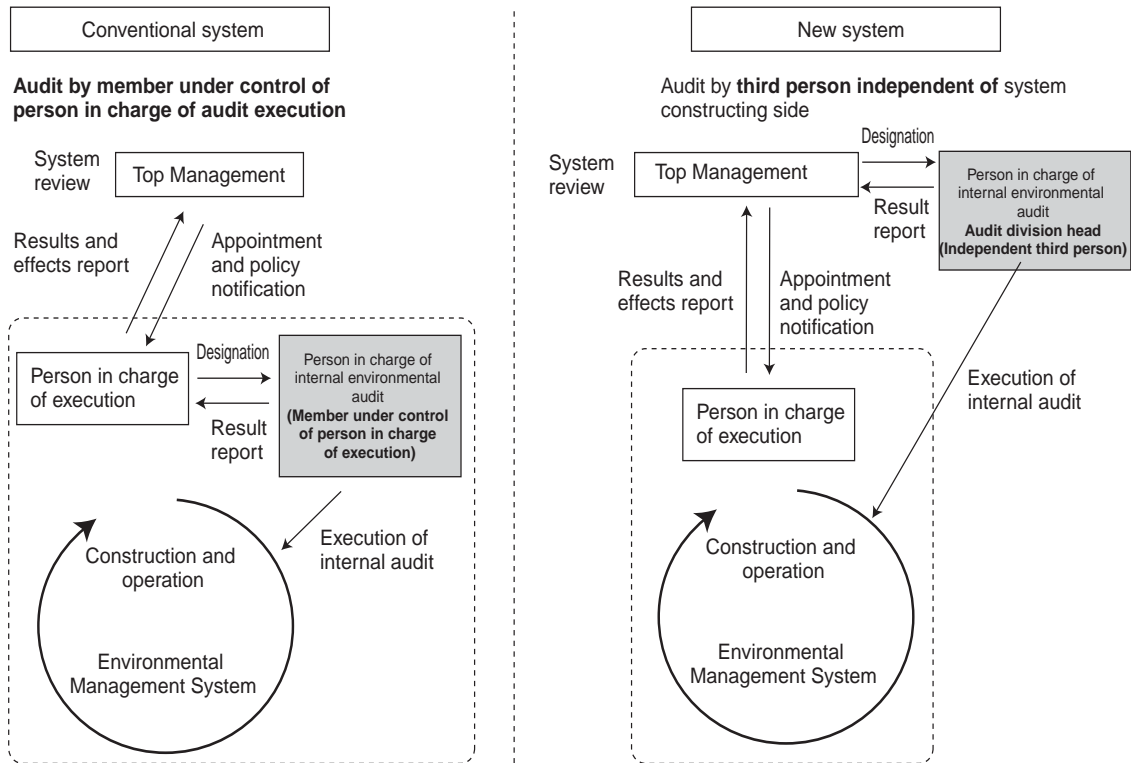 Conventional system
Audit by member under control of
person in charge of audit execution
System
review
Top Management
Results and
effects report
Appointment
and policy
notification
Person in charge
of execution
Designation
Result
report
Person in charge of
internal environmental
audit
(Member under control
of person in charge
of execution)
Execution of
internal audit
Construction and
operation
Environmental
Management System
New system
Audit by third person independent of system
constructing side
System
review
Top Management
Designation
Result
report
Person in charge of
internal environmental
audit
Audit division head
(Independent third person)
Results and
effects report
Appointment
and policy
notification
Person in charge
of execution
Execution of
internal audit
Construction and
operation
Environmental
Management System